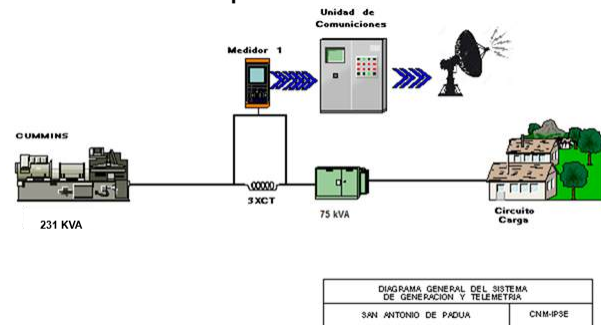 Unidad de
Comuniciones
Medidor 1
CUMMINS
3XCT
75 kVA
231 KVA
Circuito
Carga
DIAGRAMA GENERAL DEL SISTEMA
DE GENERACION Y TELEMETRIA
SAN ANTONIO DE PADUA
CNM-IPSE